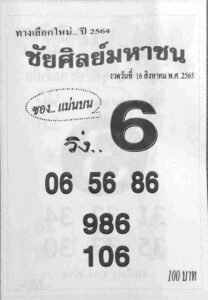 ทางเลือกใหม่.. ปี 2564
ชัยศิลย์มหาชน
งวดวันที่ 16 สิงหาคม พ.ศ. 2565
ซอง.. แม่นบน
6
วิ่ง..
06 56 86
986
106
100 บาท